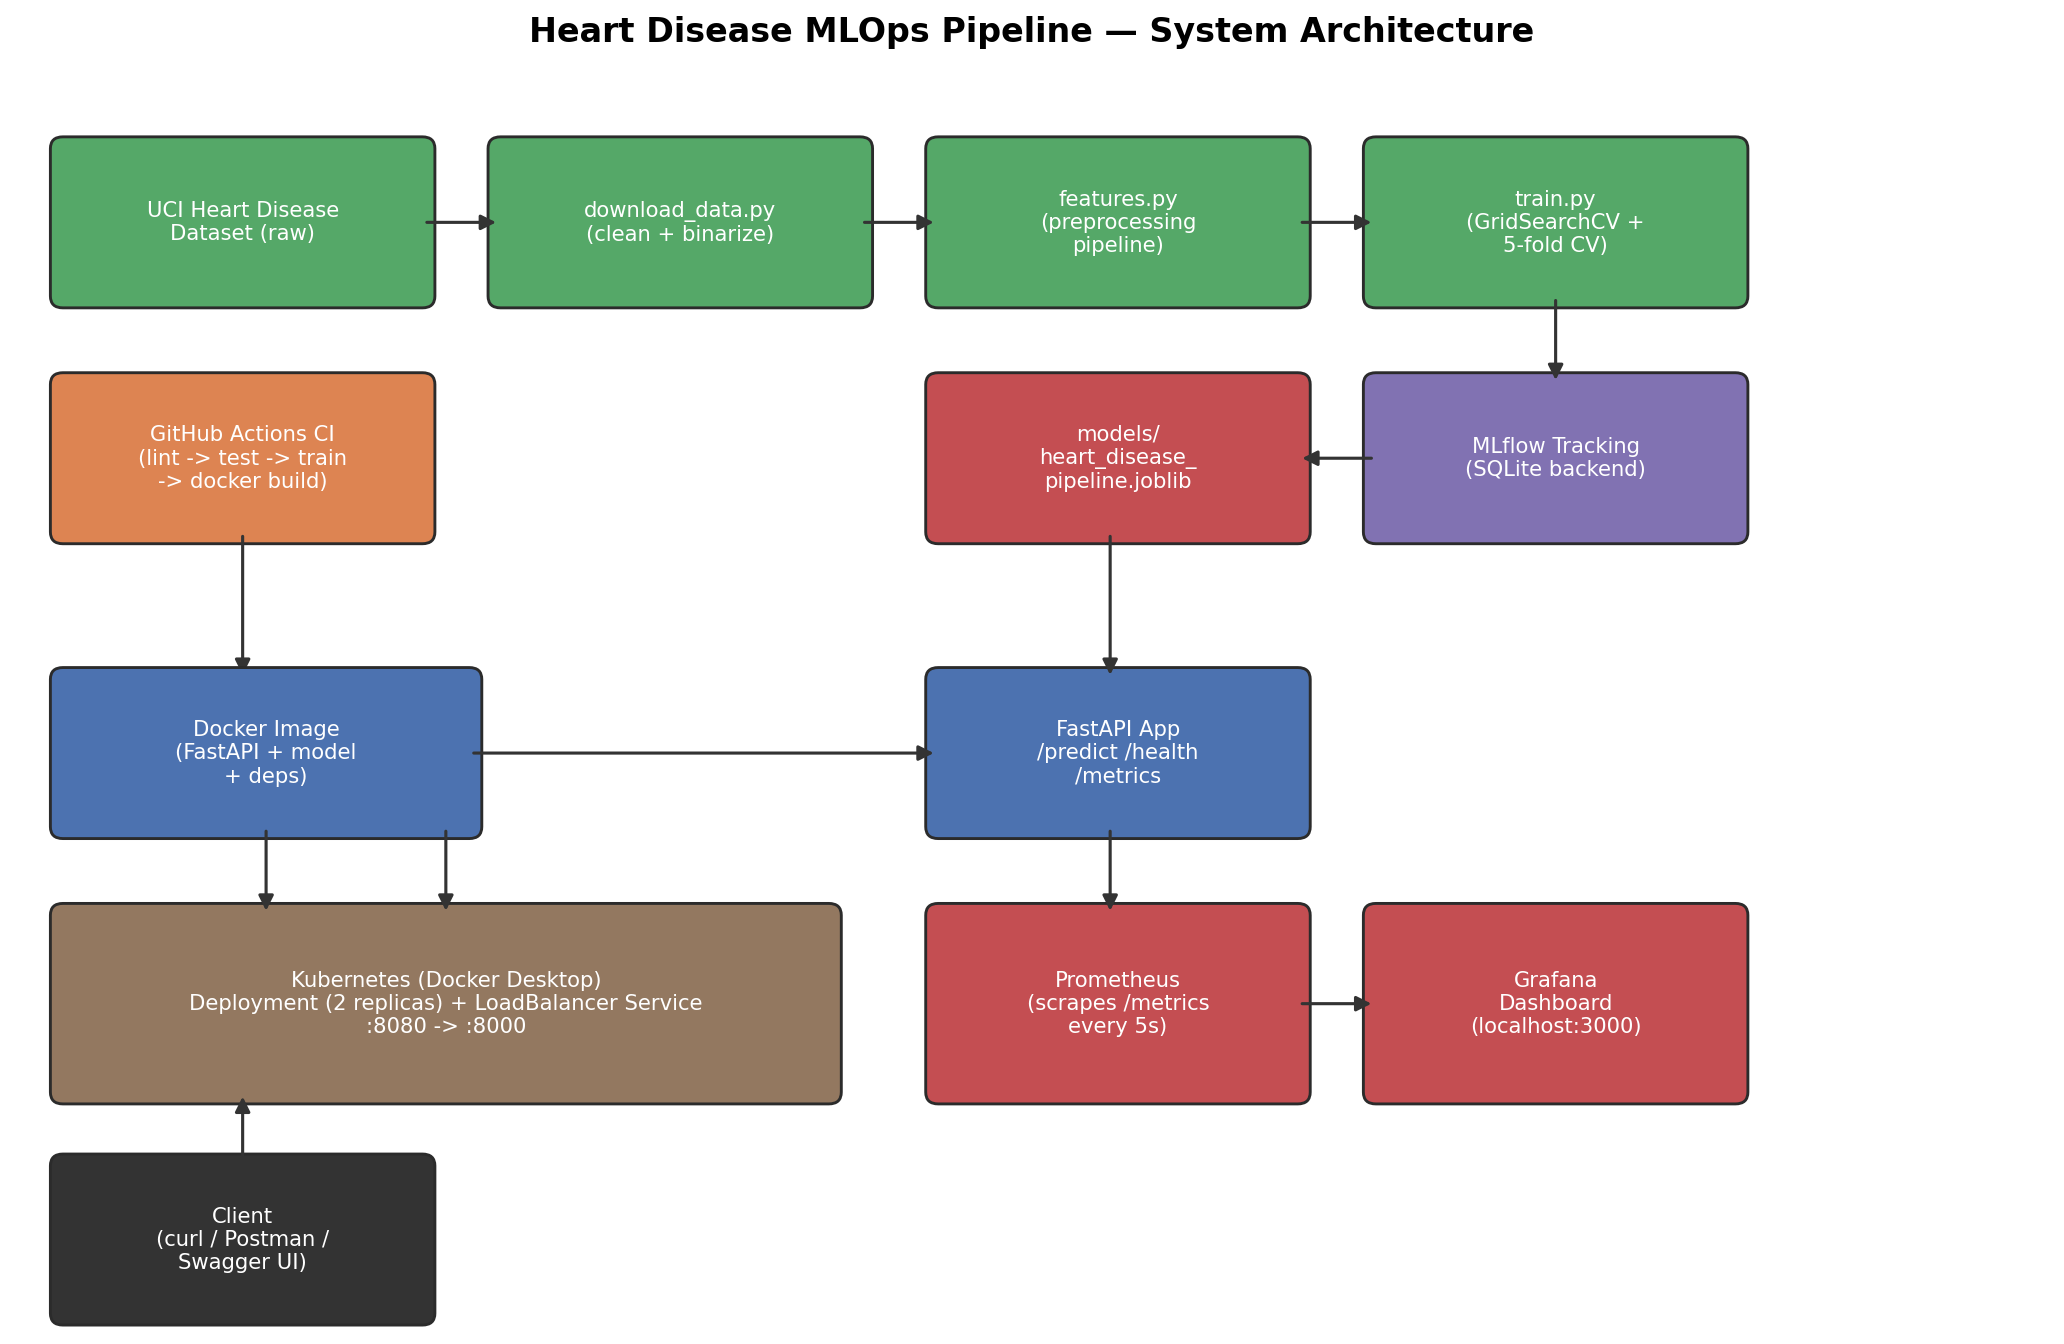 Heart Disease MLOps Pipeline — System Architecture
UCI Heart Disease
Dataset (raw)
download_data.py
(clean + binarize)
features.py
(preprocessing
pipeline)
train.py
(GridSearchCV +
5-fold CV)
GitHub Actions CI
(lint -> test -> train
-> docker build)
models/
heart_disease_
pipeline.joblib
MLflow Tracking
(SQLite backend)
Docker Image
(FastAPI + model
+ deps)
FastAPI App
/predict /health
/metrics
Kubernetes (Docker Desktop)
Deployment (2 replicas) + LoadBalancer Service
:8080 -> :8000
Prometheus
(scrapes /metrics
every 5s)
Grafana
Dashboard
(localhost:3000)
Client
(curl / Postman /
Swagger UI)